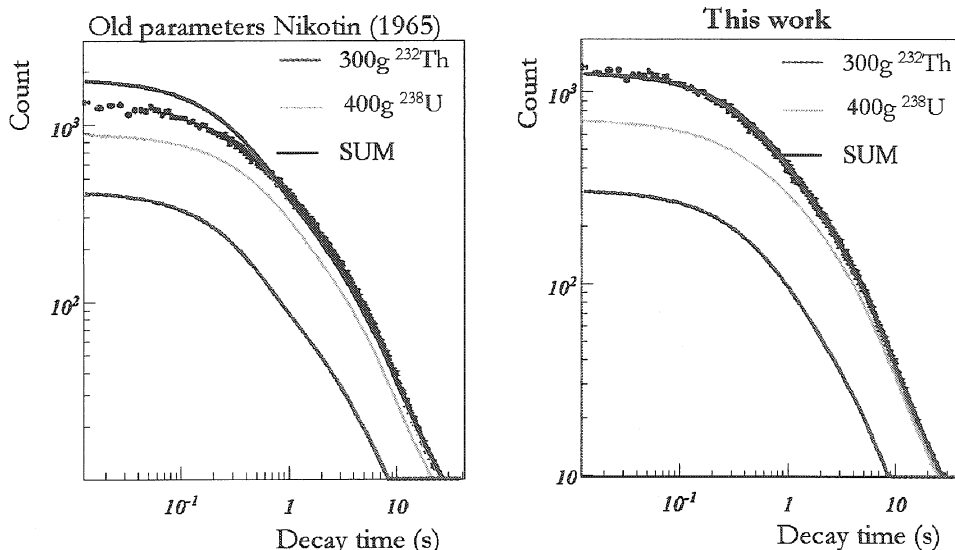 Old parameters Nikotin (1965)
Count
300g ²³²Th
400g ²³⁸U
SUM
10³
10²
10⁻¹
1
10
Decay time (s)
This work
Count
300g ²³²Th
400g ²³⁸U
SUM
10³
10²
10
10⁻¹
1
10
Decay time (s)